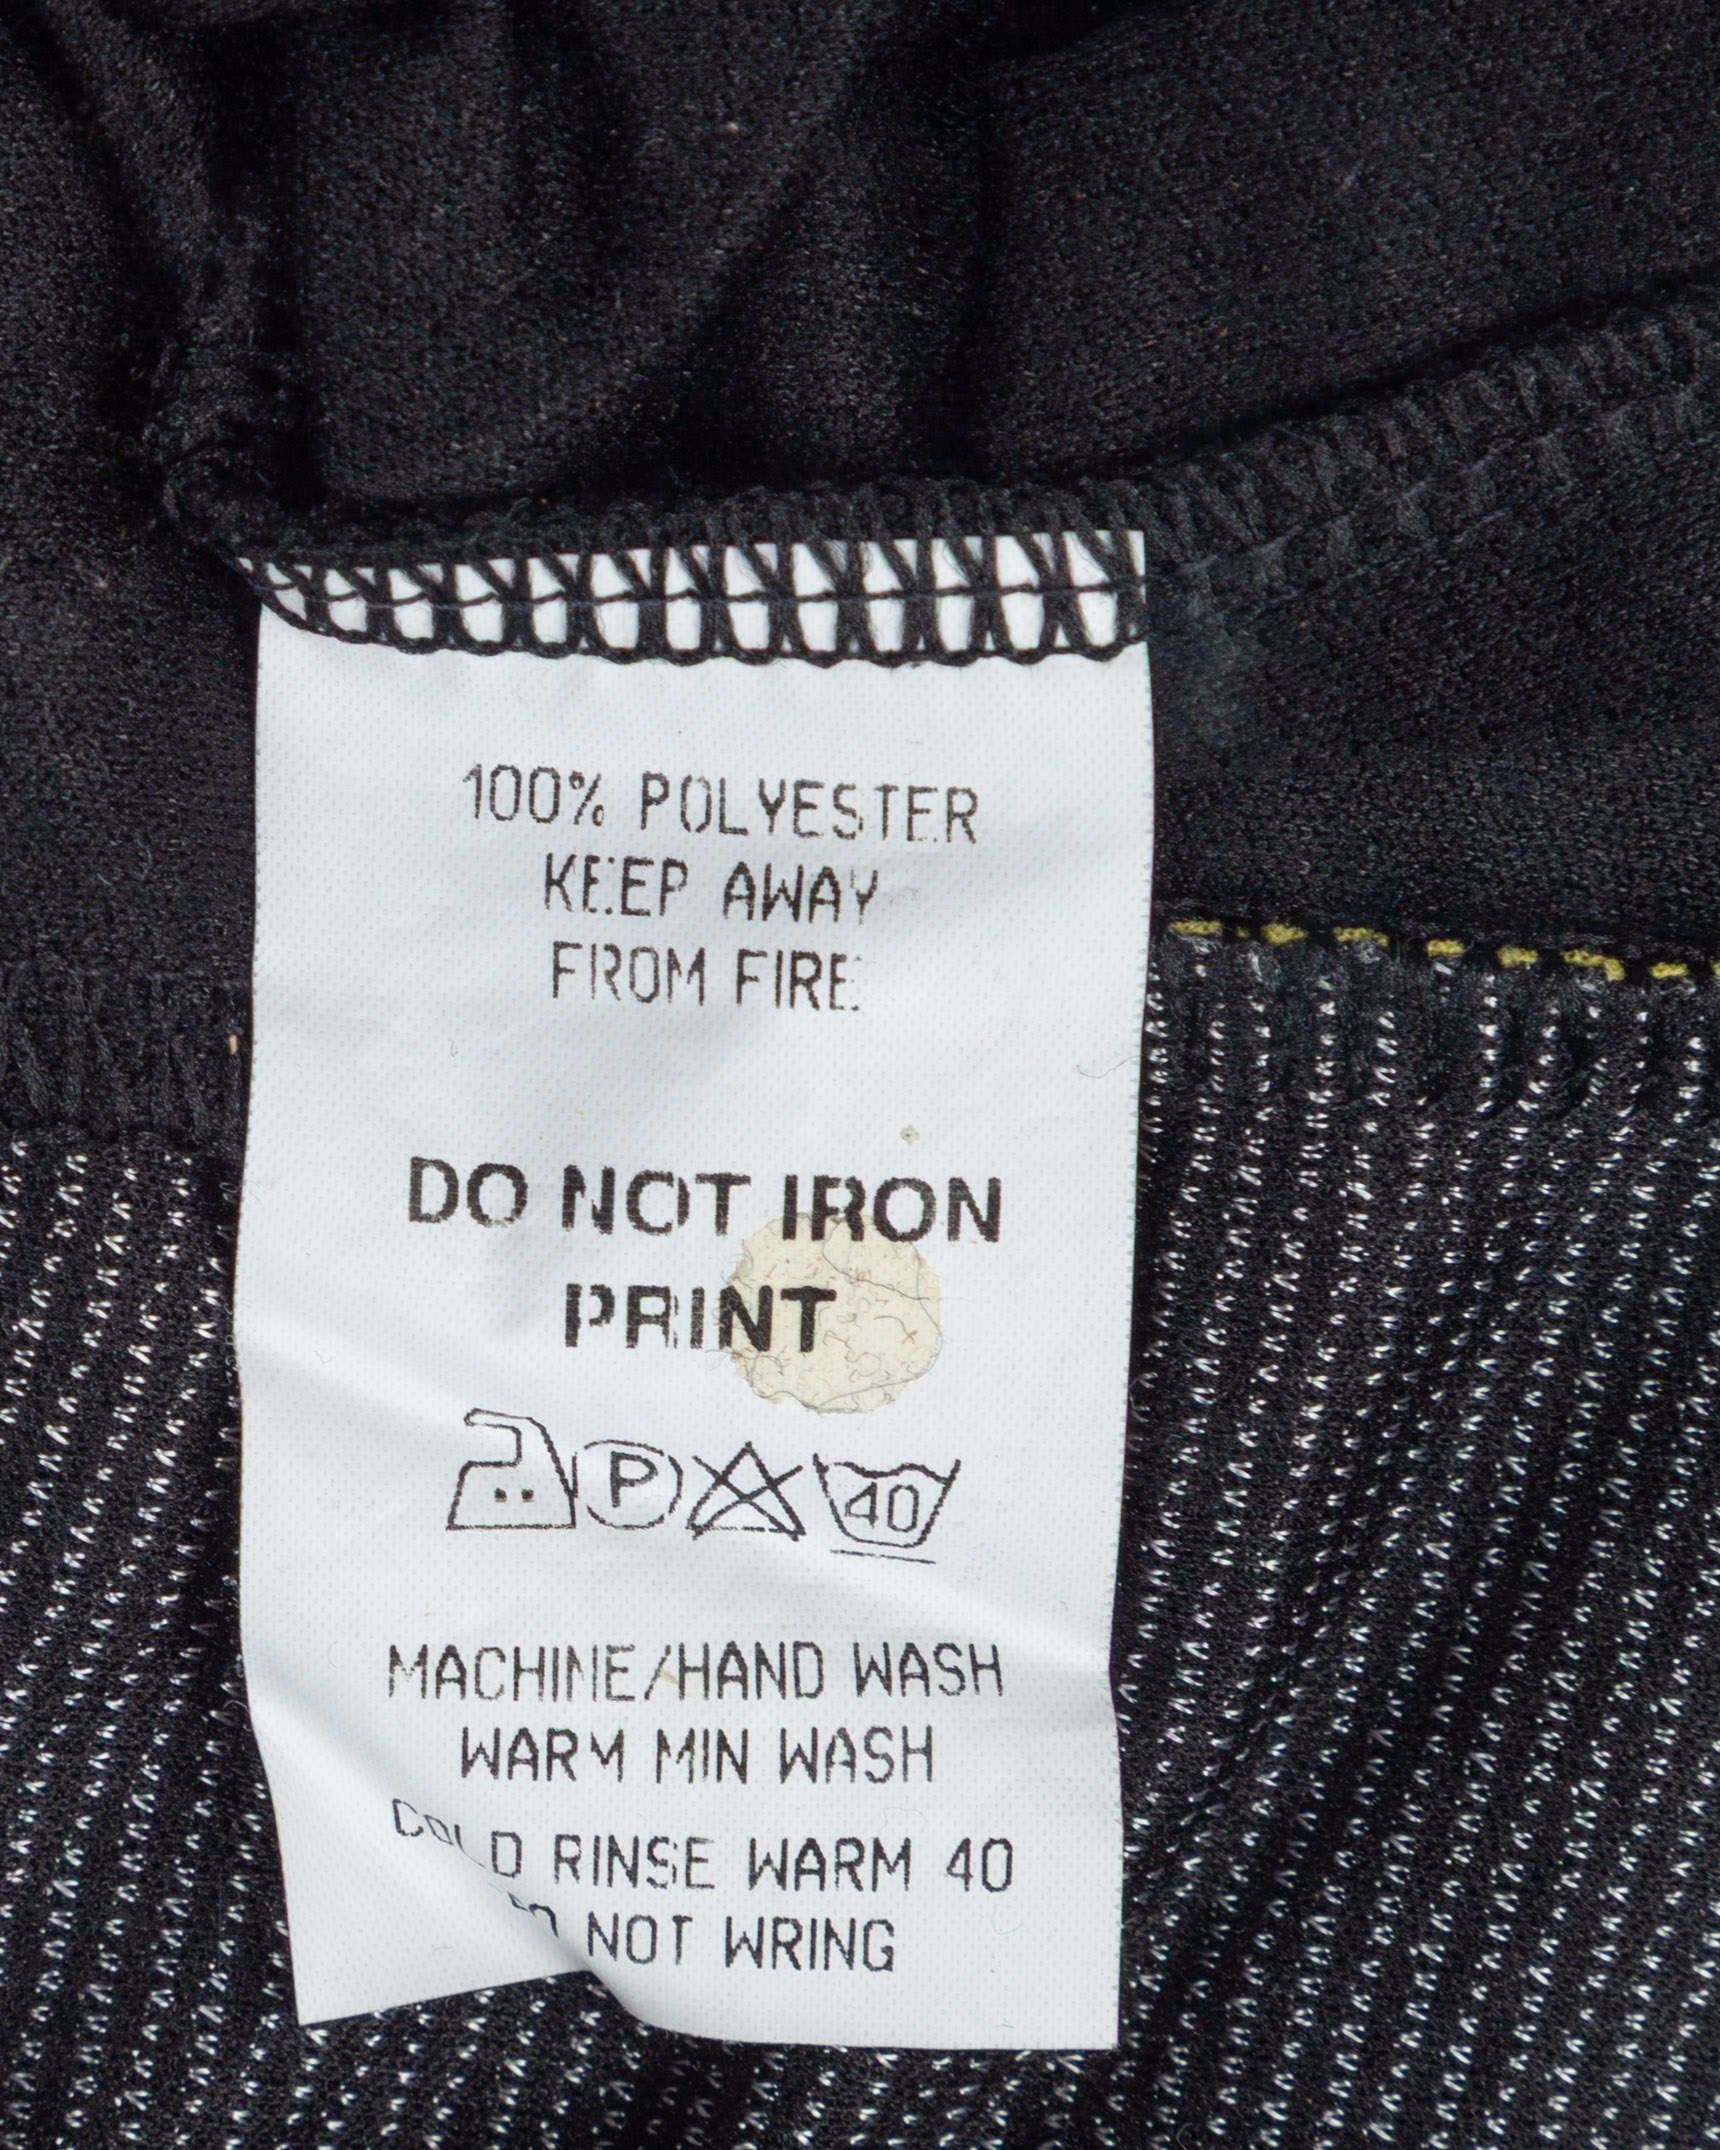 100% POLYESTER
KEEP AWAY
FROM FIRE
DO NOT IRON
PRINT
P 40
MACHINE/HAND WASH
WARM MIN WASH
COLD RINSE WARM 40
DO NOT WRING